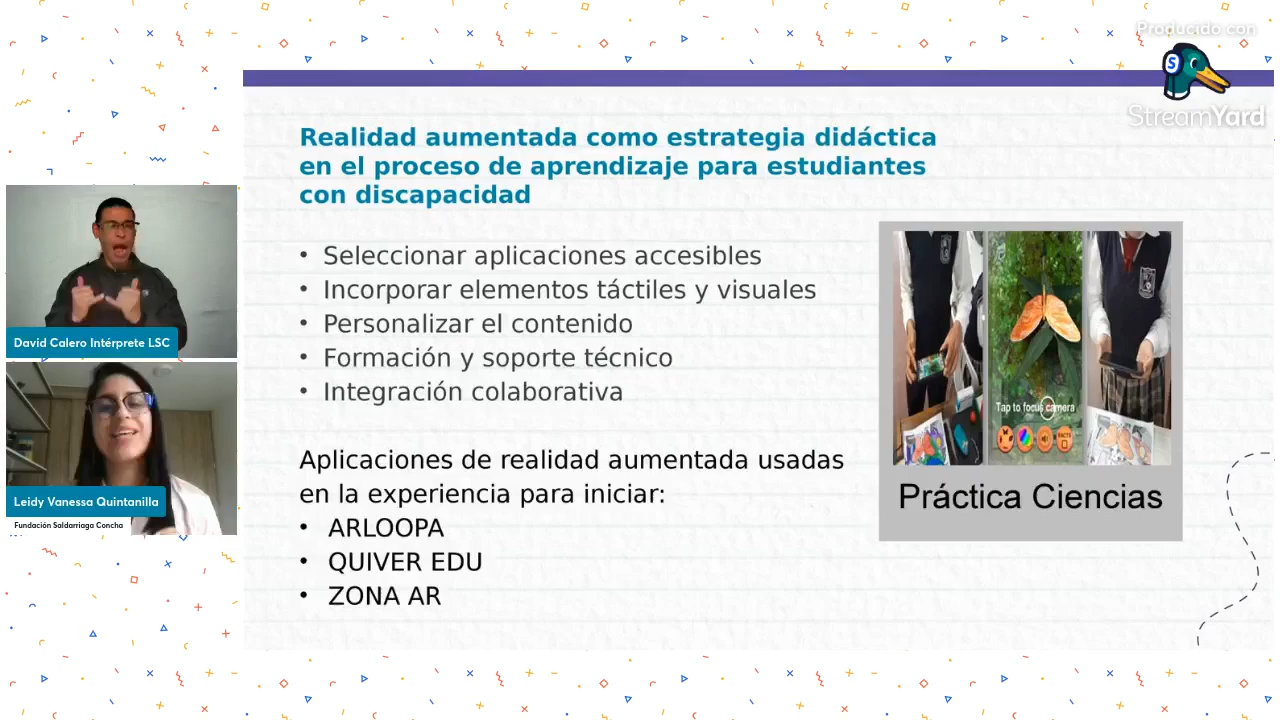 Producido con
StreamYard
Realidad aumentada como estrategia didáctica
en el proceso de aprendizaje para estudiantes
con discapacidad
• Seleccionar aplicaciones accesibles
• Incorporar elementos táctiles y visuales
• Personalizar el contenido
• Formación y soporte técnico
• Integración colaborativa
Aplicaciones de realidad aumentada usadas
en la experiencia para iniciar:
• ARLOOPA
• QUIVER EDU
• ZONA AR
Tap to focus camera
Práctica Ciencias
David Calero Intérprete LSC
Leidy Vanessa Quintanilla
Fundación Saldarriaga Concha